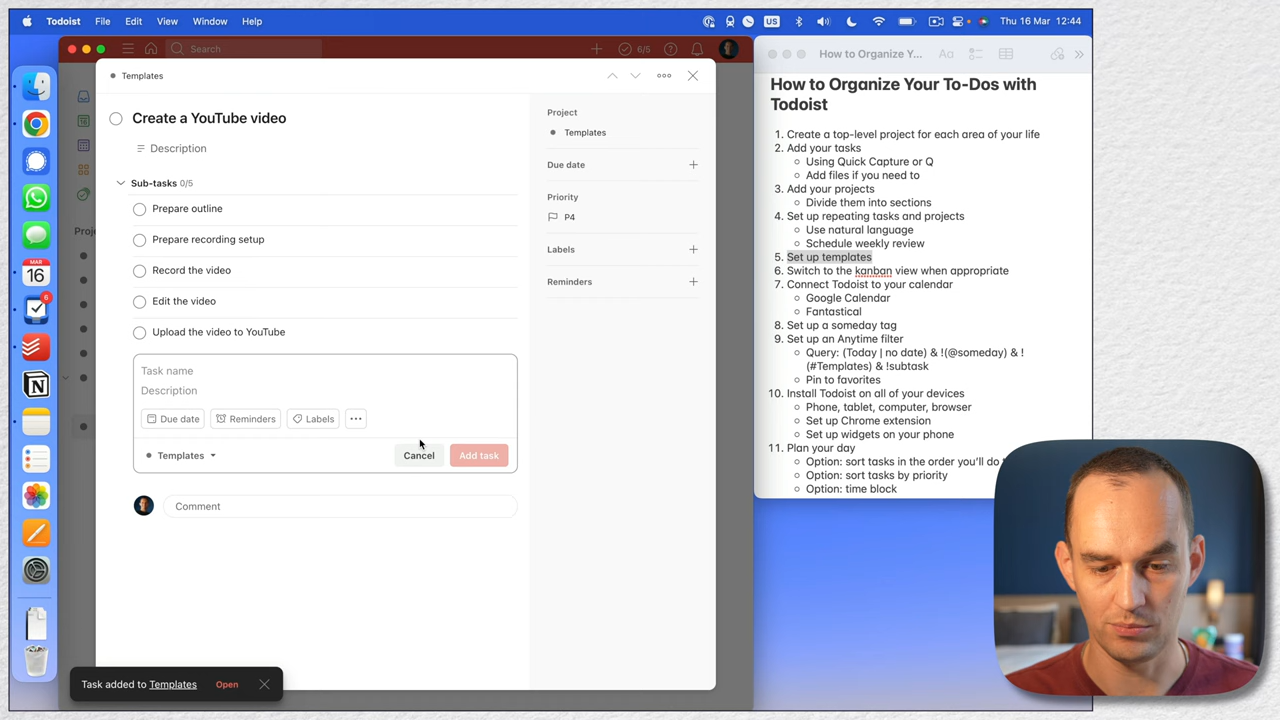 Todoist File Edit View Window Help
US Thu 16 Mar 12:44
Search
6/5
Templates
Create a YouTube video
Description
Sub-tasks 0/5
Prepare outline
Prepare recording setup
Record the video
Edit the video
Upload the video to YouTube
Task name
Description
Due date Reminders Labels
Templates Cancel Add task
Comment
Project
Templates
Due date
Priority
P4
Labels
Reminders
Task added to Templates Open
MAR
16
6
Proje
How to Organize Y...
Aa
How to Organize Your To-Dos with
Todoist
1. Create a top-level project for each area of your life
2. Add your tasks
Using Quick Capture or Q
Add files if you need to
3. Add your projects
Divide them into sections
4. Set up repeating tasks and projects
Use natural language
Schedule weekly review
5. Set up templates
6. Switch to the kanban view when appropriate
7. Connect Todoist to your calendar
Google Calendar
Fantastical
8. Set up a someday tag
9. Set up an Anytime filter
Query: (Today | no date) & !(@someday) & !
(#Templates) & !subtask
Pin to favorites
10. Install Todoist on all of your devices
Phone, tablet, computer, browser
Set up Chrome extension
Set up widgets on your phone
11. Plan your day
Option: sort tasks in the order you'll do
Option: sort tasks by priority
Option: time block